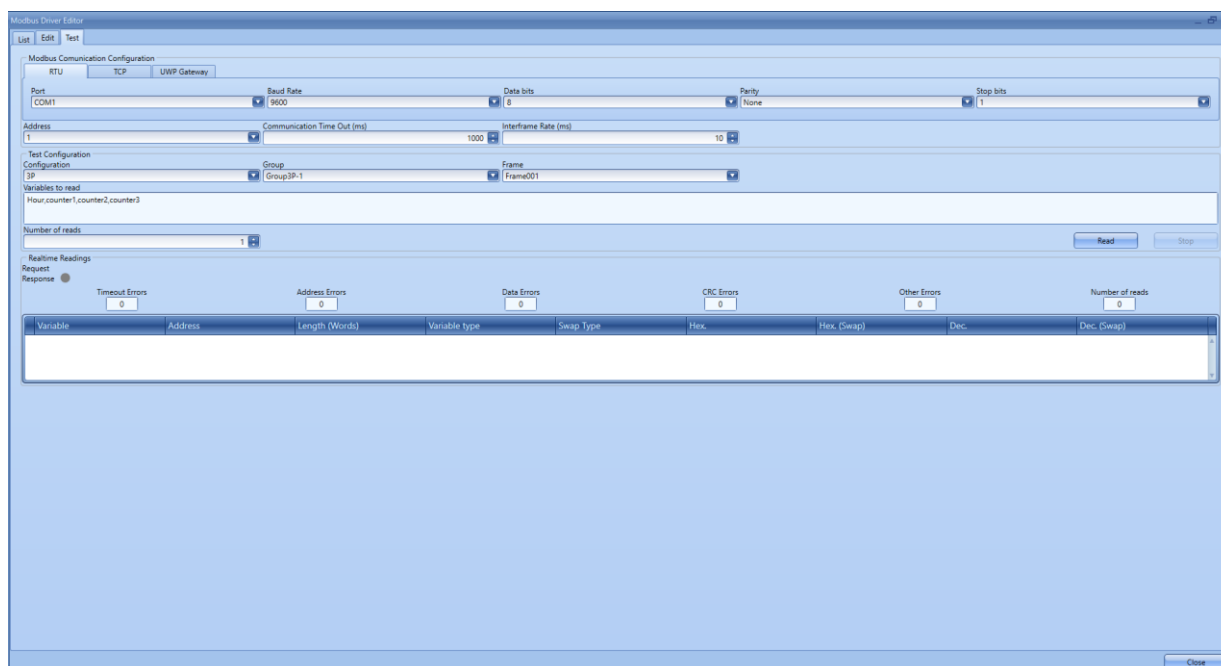 Modbus Driver Editor
List Edit Test
Modbus Comunication Configuration
RTU TCP UWP Gateway
Port Baud Rate Data bits Parity Stop bits
COM1 9600 8 None 1
Address Communication Time Out (ms) Interframe Rate (ms)
1 1000 10
Test Configuration
Configuration Group Frame
3P Group3P-1 Frame001
Variables to read
Hour,counter1,counter2,counter3
Number of reads
1 Read Stop
Realtime Readings
Request
Response
Timeout Errors Address Errors Data Errors CRC Errors Other Errors Number of reads
0 0 0 0 0 0
Variable Address Length (Words) Variable type Swap Type Hex. Hex. (Swap) Dec. Dec. (Swap)
Close